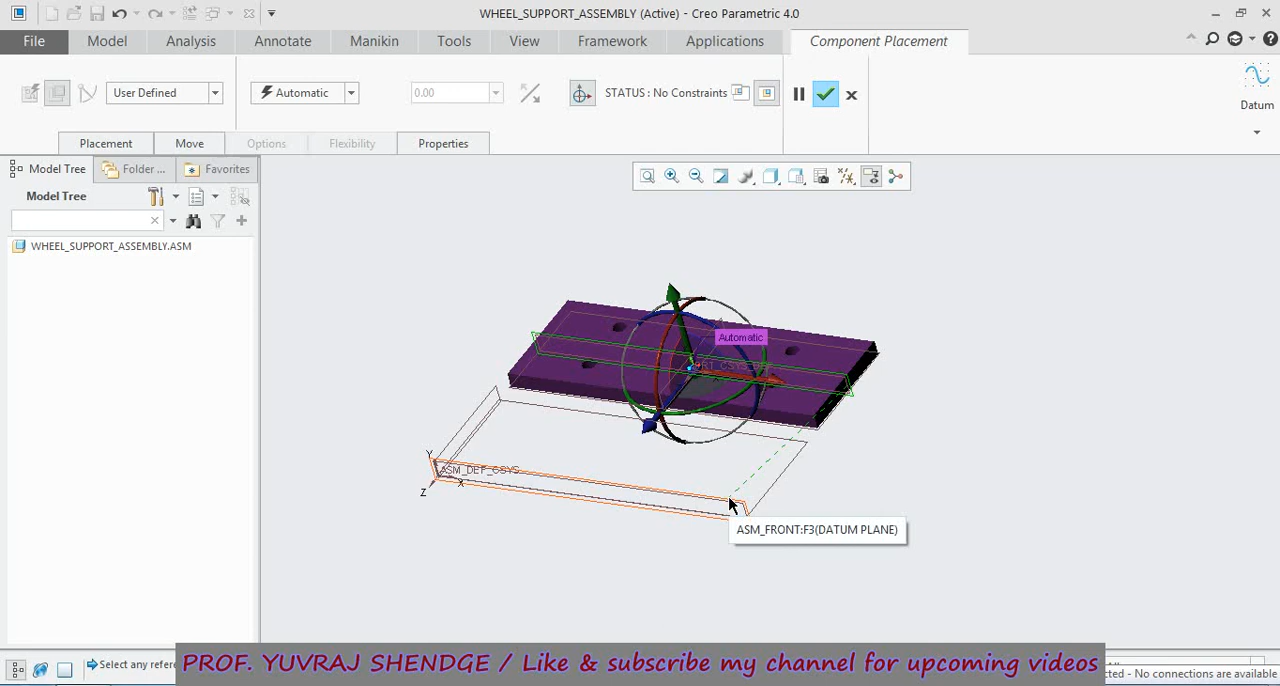 WHEEL_SUPPORT_ASSEMBLY (Active) - Creo Parametric 4.0
File Model Analysis Annotate Manikin Tools View Framework Applications Component Placement
User Defined Automatic 0.00 STATUS : No Constraints Datum
Placement Move Options Flexibility Properties
Model Tree Folder ... Favorites
Model Tree
WHEEL_SUPPORT_ASSEMBLY.ASM
Automatic
Y ASM_DEF_CSYS
Z X
ASM_FRONT:F3(DATUM PLANE)
Select any refere
PROF. YUVRAJ SHENDGE / Like & subscribe my channel for upcoming videos
cted - No connections are available